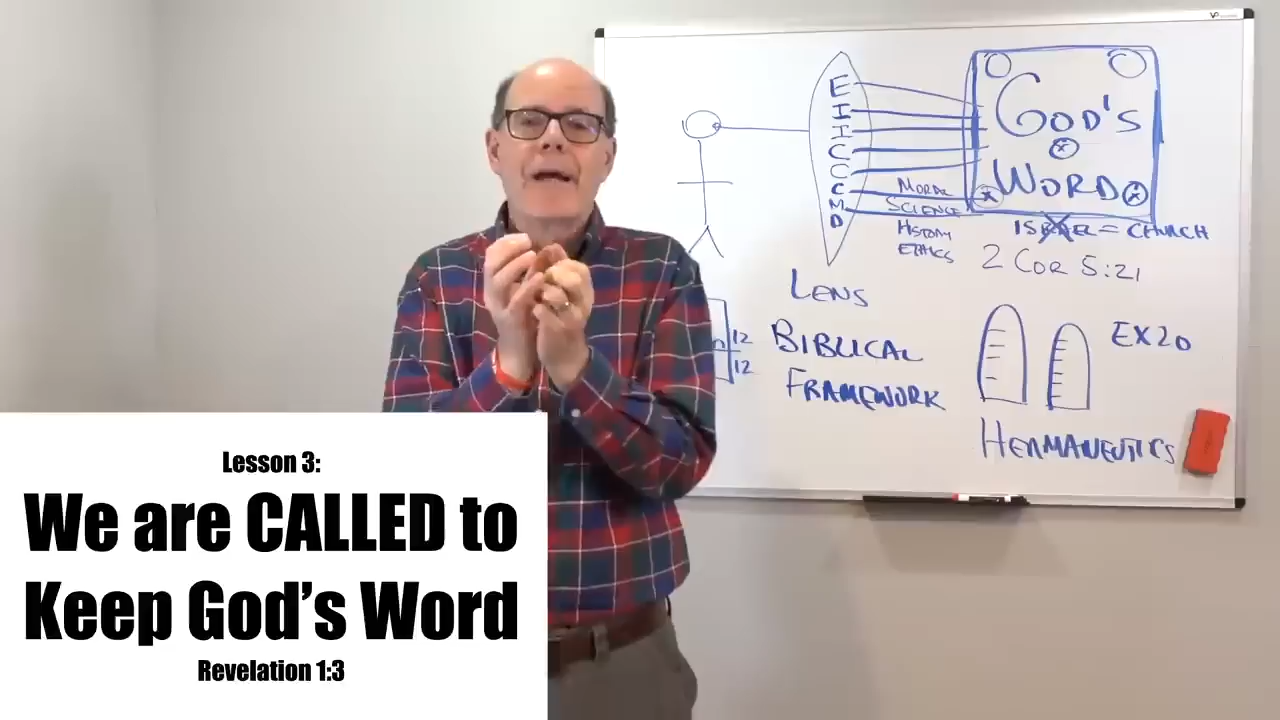 Lesson 3:
We are CALLED to
Keep God's Word
Revelation 1:3
E
I
I
C
C
C
M
D
GOD'S
WORD
MORAL
SCIENCE
HISTORY
ETHICS
ISRAEL = CHURCH
2 COR 5:21
LENS
BIBLICAL
FRAMEWORK
12
12
EX20
HERMANEUTICS